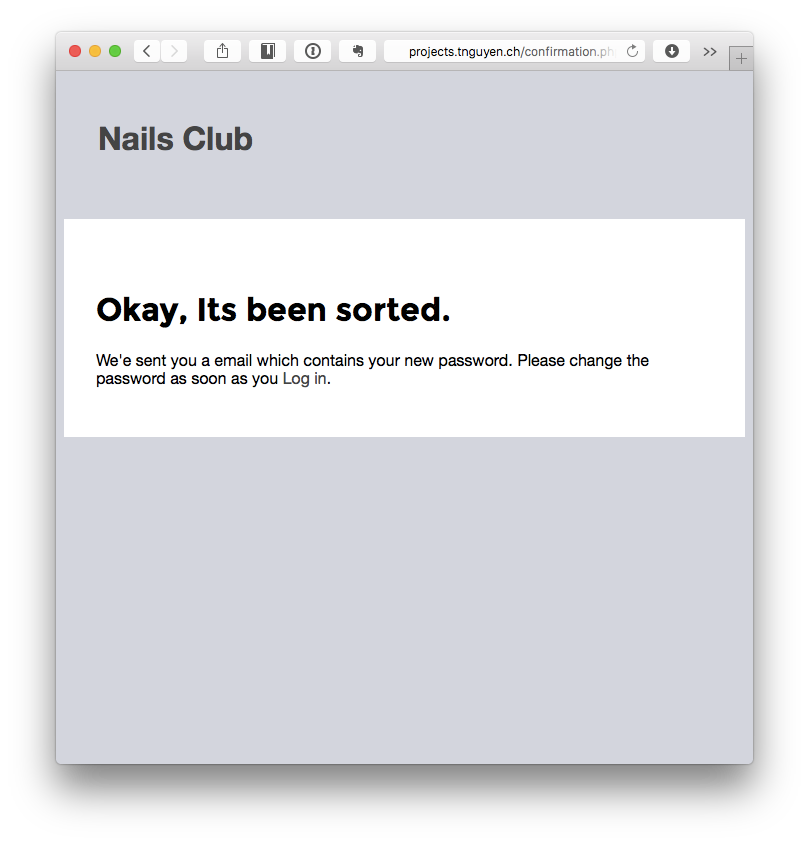 projects.tnguyen.ch/confirmation.ph
Nails Club
Okay, Its been sorted.
We'e sent you a email which contains your new password. Please change the
password as soon as you Log in.